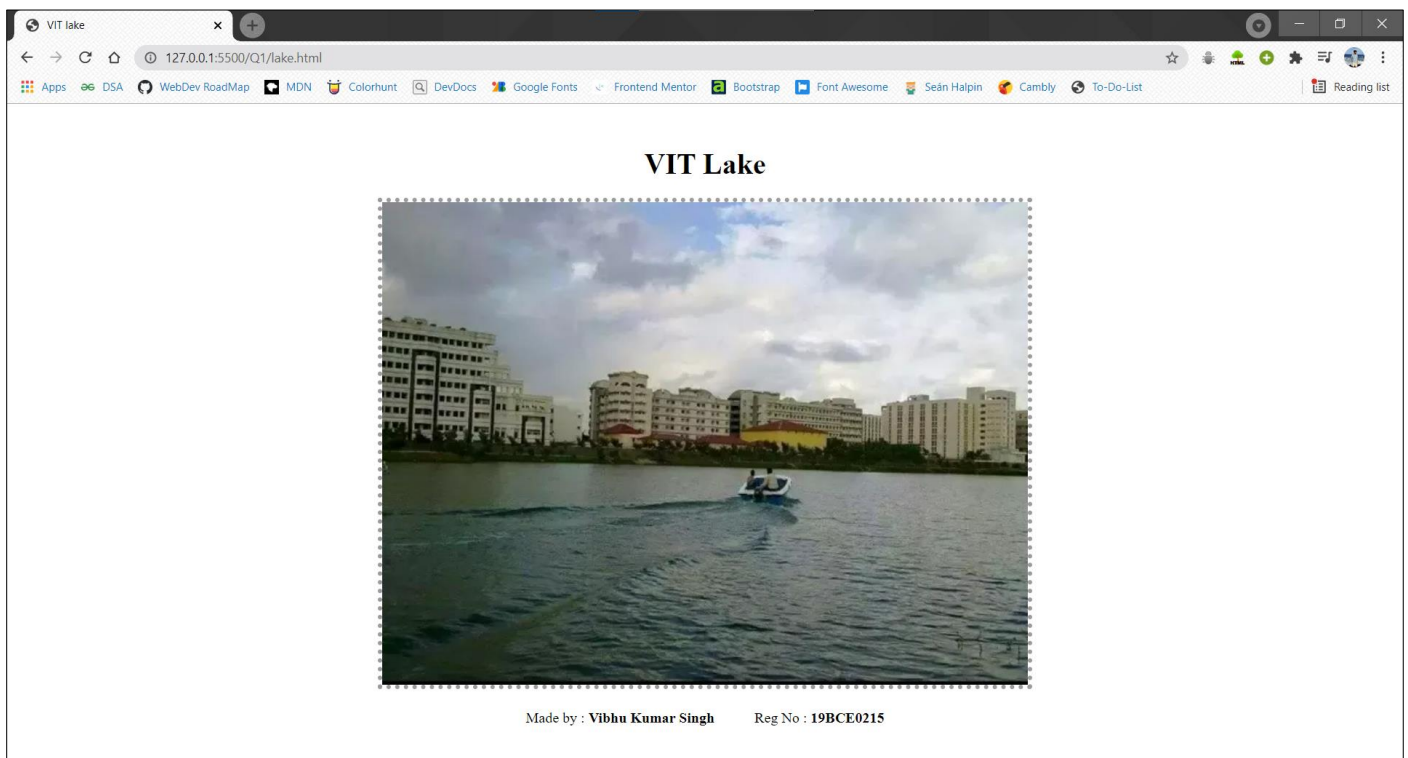 VIT lake
127.0.0.1:5500/Q1/lake.html
Apps DSA WebDev RoadMap MDN Colorhunt DevDocs Google Fonts Frontend Mentor Bootstrap Font Awesome Seán Halpin Cambly To-Do-List Reading list
VIT Lake
Made by : Vibhu Kumar Singh Reg No : 19BCE0215